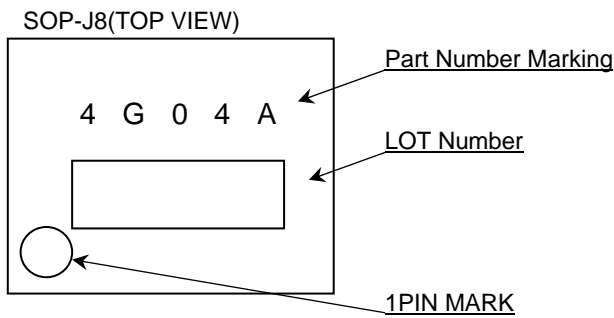 SOP-J8(TOP VIEW)
Part Number Marking
4 G 0 4 A
LOT Number
1PIN MARK